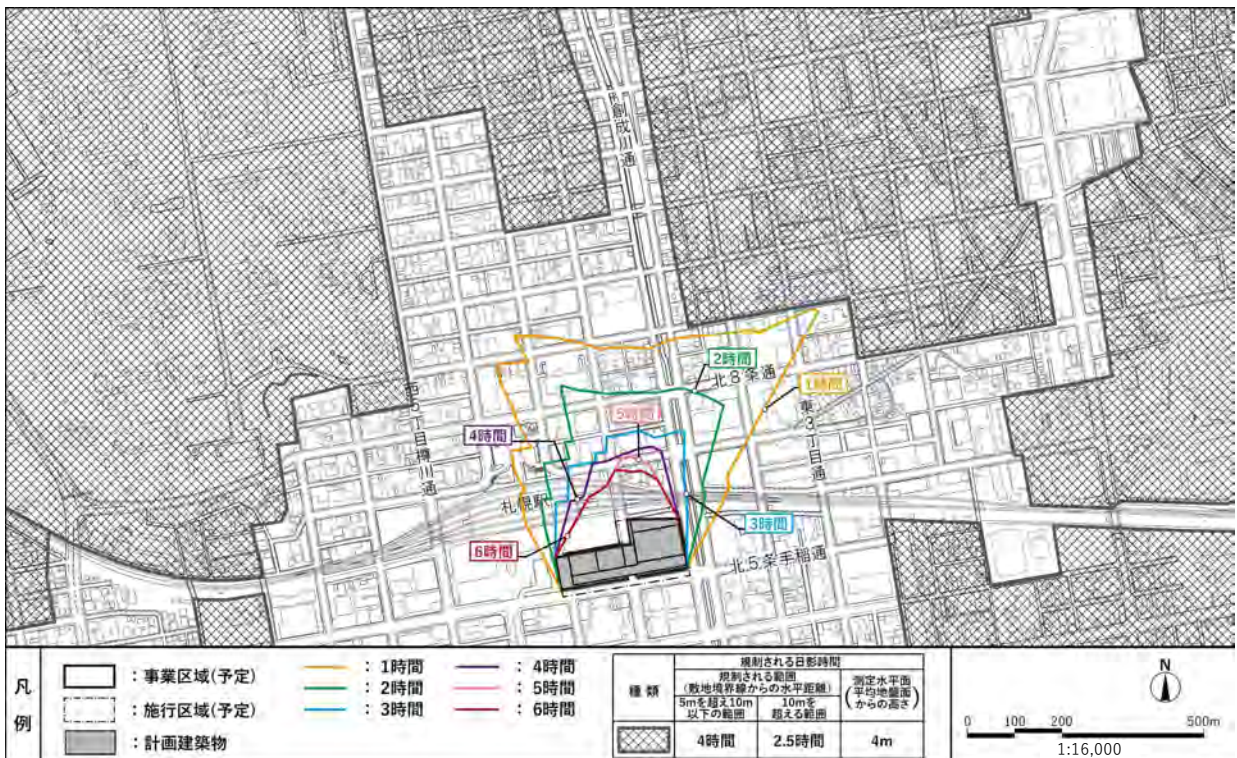 創成川通
2時間
北8条通
1時間
5時間
東3丁目通
4時間
西5丁目樽川通
札幌駅
3時間
6時間
北5条手稲通
凡例
：事業区域(予定)
：施行区域(予定)
：計画建築物
：1時間
：2時間
：3時間
：4時間
：5時間
：6時間
種類
規制される日影時間
規制される範囲
(敷地境界線からの水平距離)
5mを超え10m
以下の範囲
10mを
超える範囲
測定水平面
(平均地盤面
からの高さ)
4時間
2.5時間
4m
N
0 100 200 500m
1:16,000